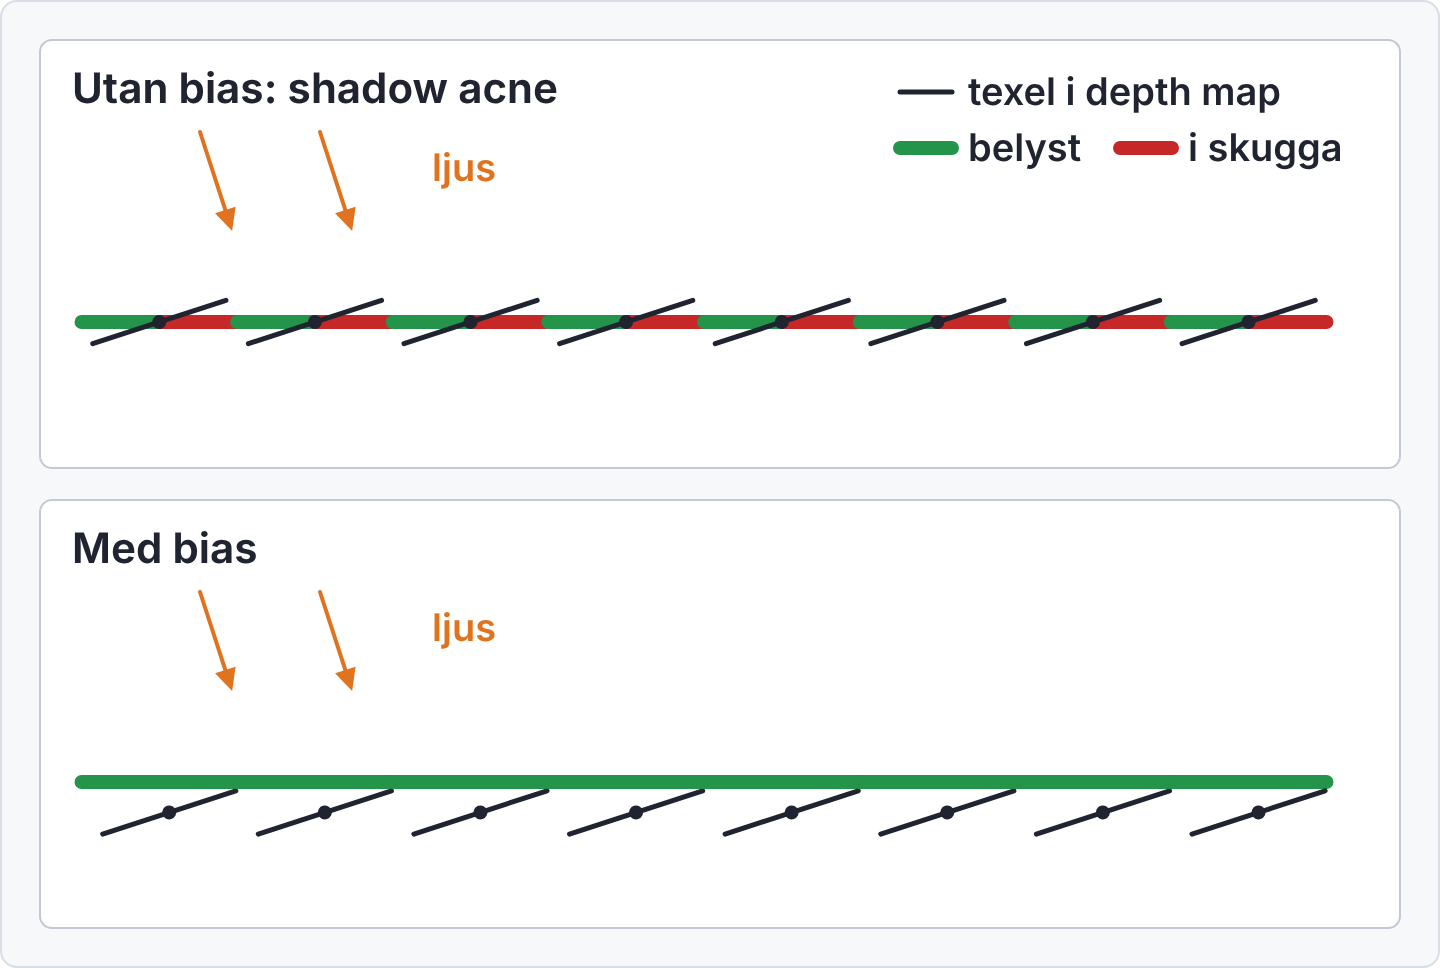 Utan bias: shadow acne
texel i depth map
belyst
i skugga
ljus
Med bias
ljus